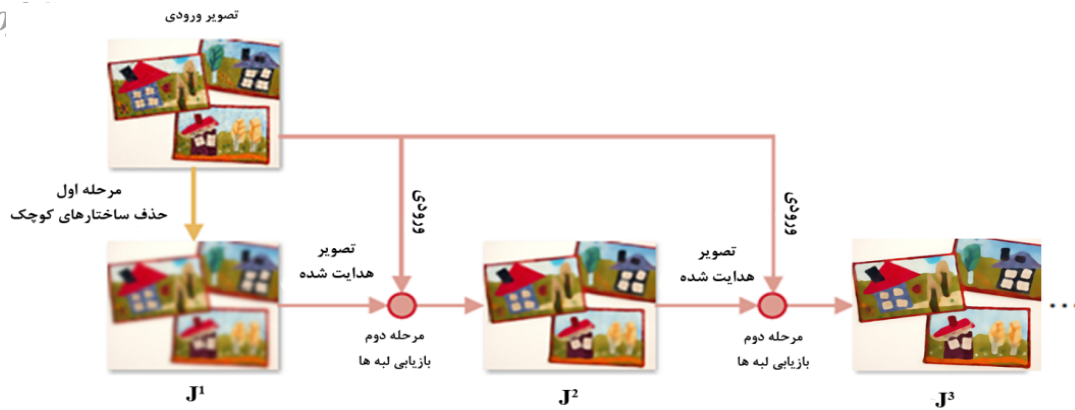 تصویر ورودی
مرحله اول
حذف ساختارهای کوچک
ورودی
ورودی
تصویر
هدایت شده
تصویر
هدایت شده
مرحله دوم
بازیابی لبه ها
مرحله دوم
بازیابی لبه ها
...
J¹
J²
J³